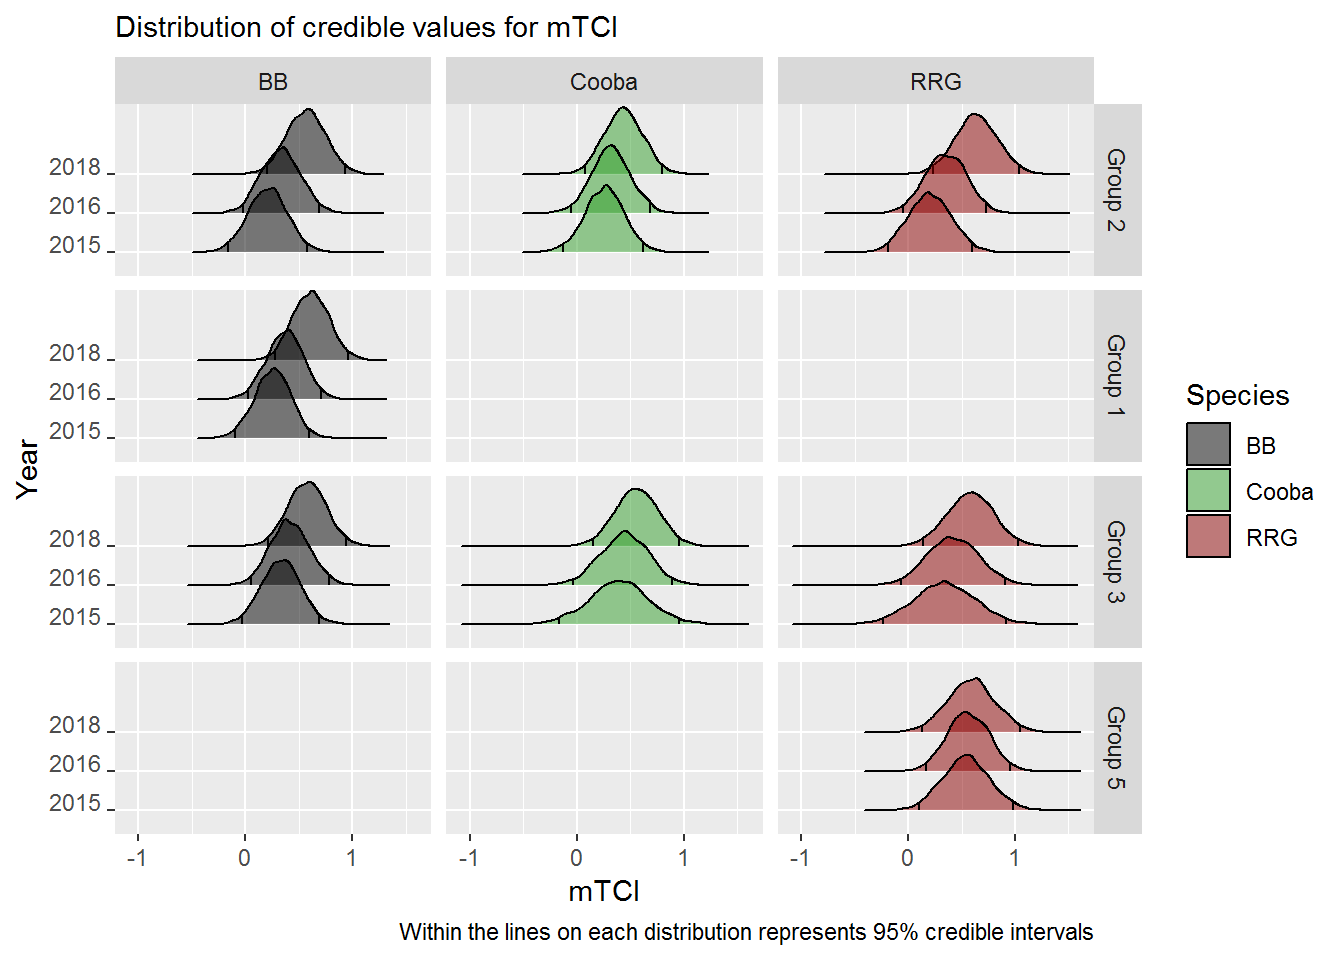 Distribution of credible values for mTCI
BB
Cooba
RRG
2018
2016
2015
Group 2
2018
2016
2015
Group 1
2018
2016
2015
Group 3
2018
2016
2015
Group 5
Year
-1 0 1
-1 0 1
-1 0 1
mTCI
Within the lines on each distribution represents 95% credible intervals
Species
BB
Cooba
RRG